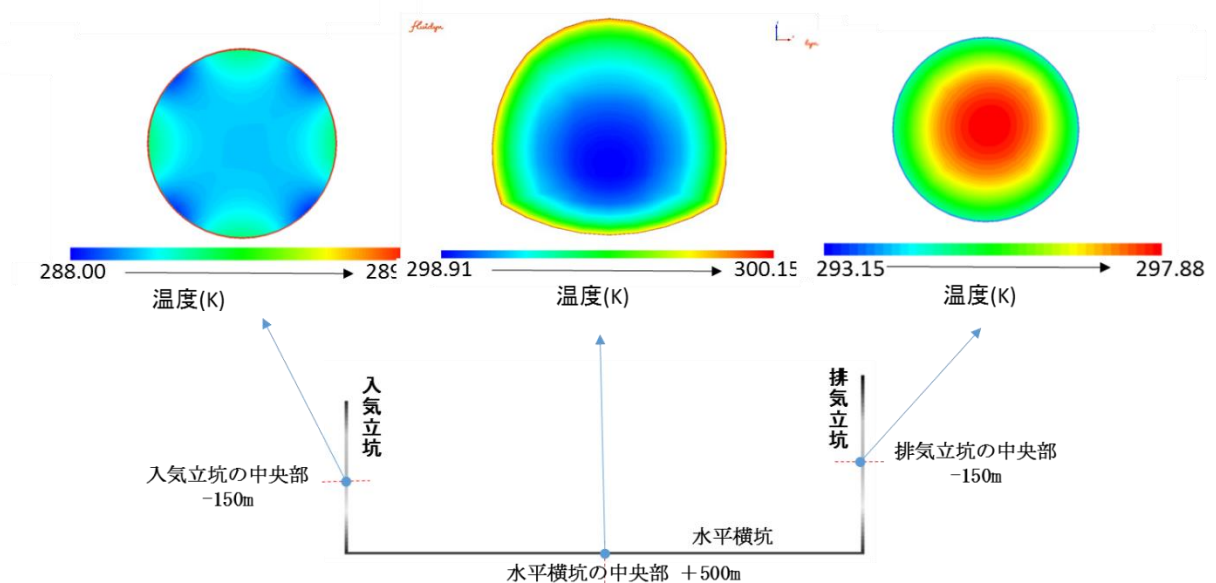 fluidyn
288.00
289
温度(K)
298.91
300.15
温度(K)
293.15
297.88
温度(K)
入気立坑
排気立坑
入気立坑の中央部
-150m
排気立坑の中央部
-150m
水平横坑
水平横坑の中央部 +500m